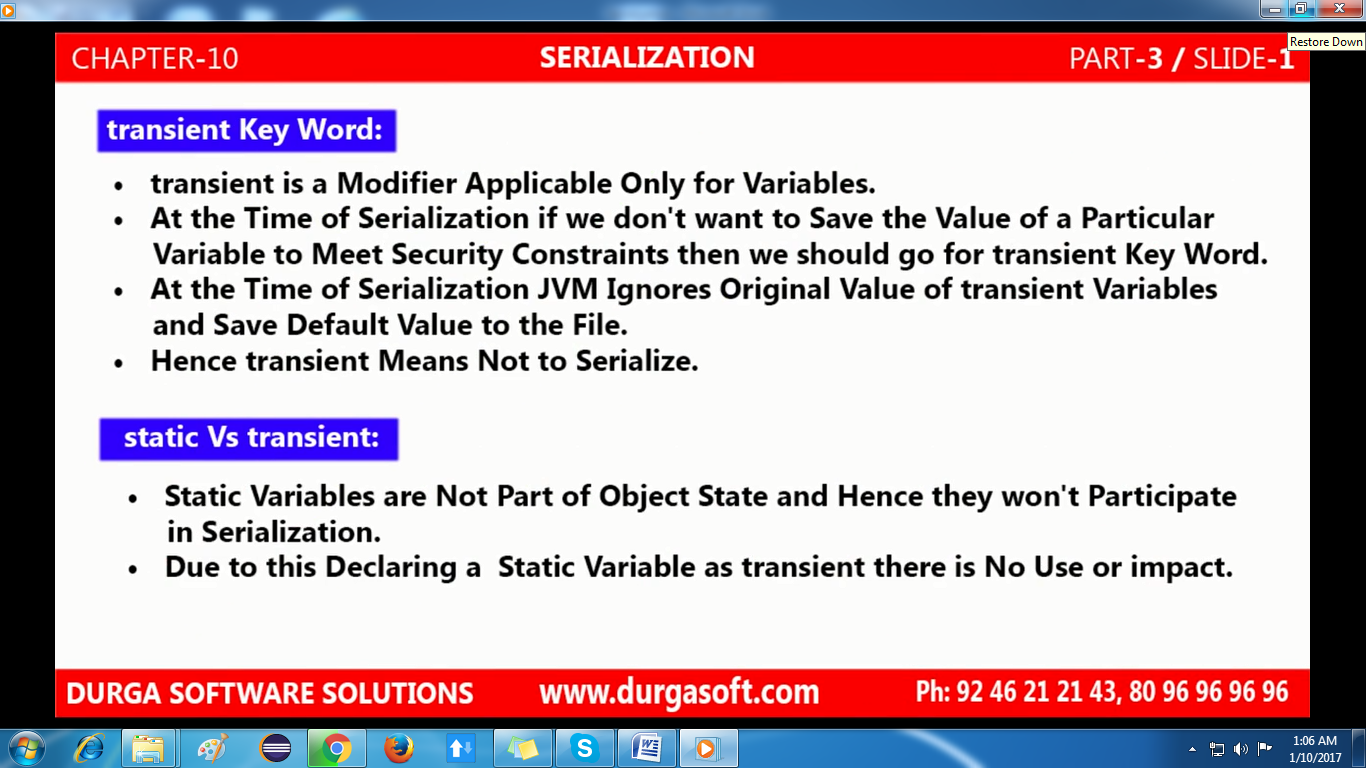 Restore Down
CHAPTER-10 SERIALIZATION PART-3 / SLIDE-1
transient Key Word:
• transient is a Modifier Applicable Only for Variables.
• At the Time of Serialization if we don't want to Save the Value of a Particular
Variable to Meet Security Constraints then we should go for transient Key Word.
• At the Time of Serialization JVM Ignores Original Value of transient Variables
and Save Default Value to the File.
• Hence transient Means Not to Serialize.
static Vs transient:
• Static Variables are Not Part of Object State and Hence they won't Participate
in Serialization.
• Due to this Declaring a Static Variable as transient there is No Use or impact.
DURGA SOFTWARE SOLUTIONS www.durgasoft.com Ph: 92 46 21 21 43, 80 96 96 96 96
1:06 AM
1/10/2017